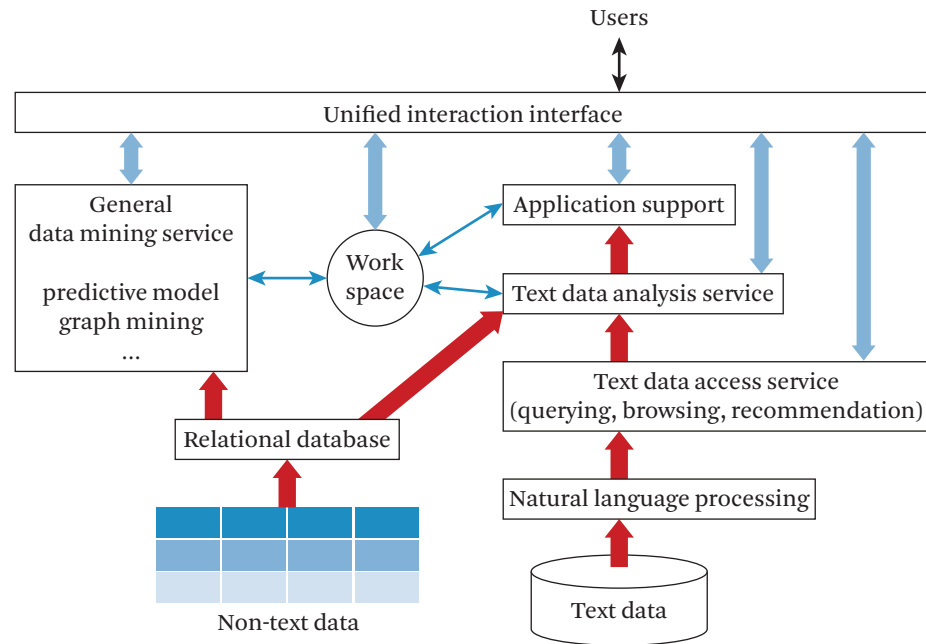 Users
Unified interaction interface
General
data mining service
predictive model
graph mining
...
Work
space
Application support
Text data analysis service
Text data access service
(querying, browsing, recommendation)
Relational database
Natural language processing
Non-text data
Text data